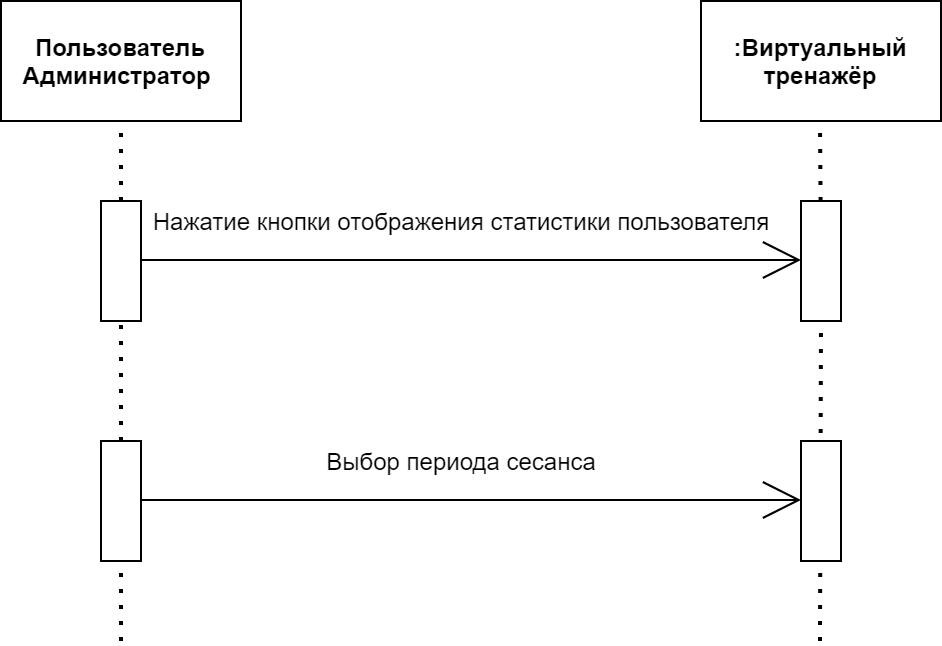 Пользователь
Администратор
:Виртуальный
тренажёр
Нажатие кнопки отображения статистики пользователя
Выбор периода сесанса